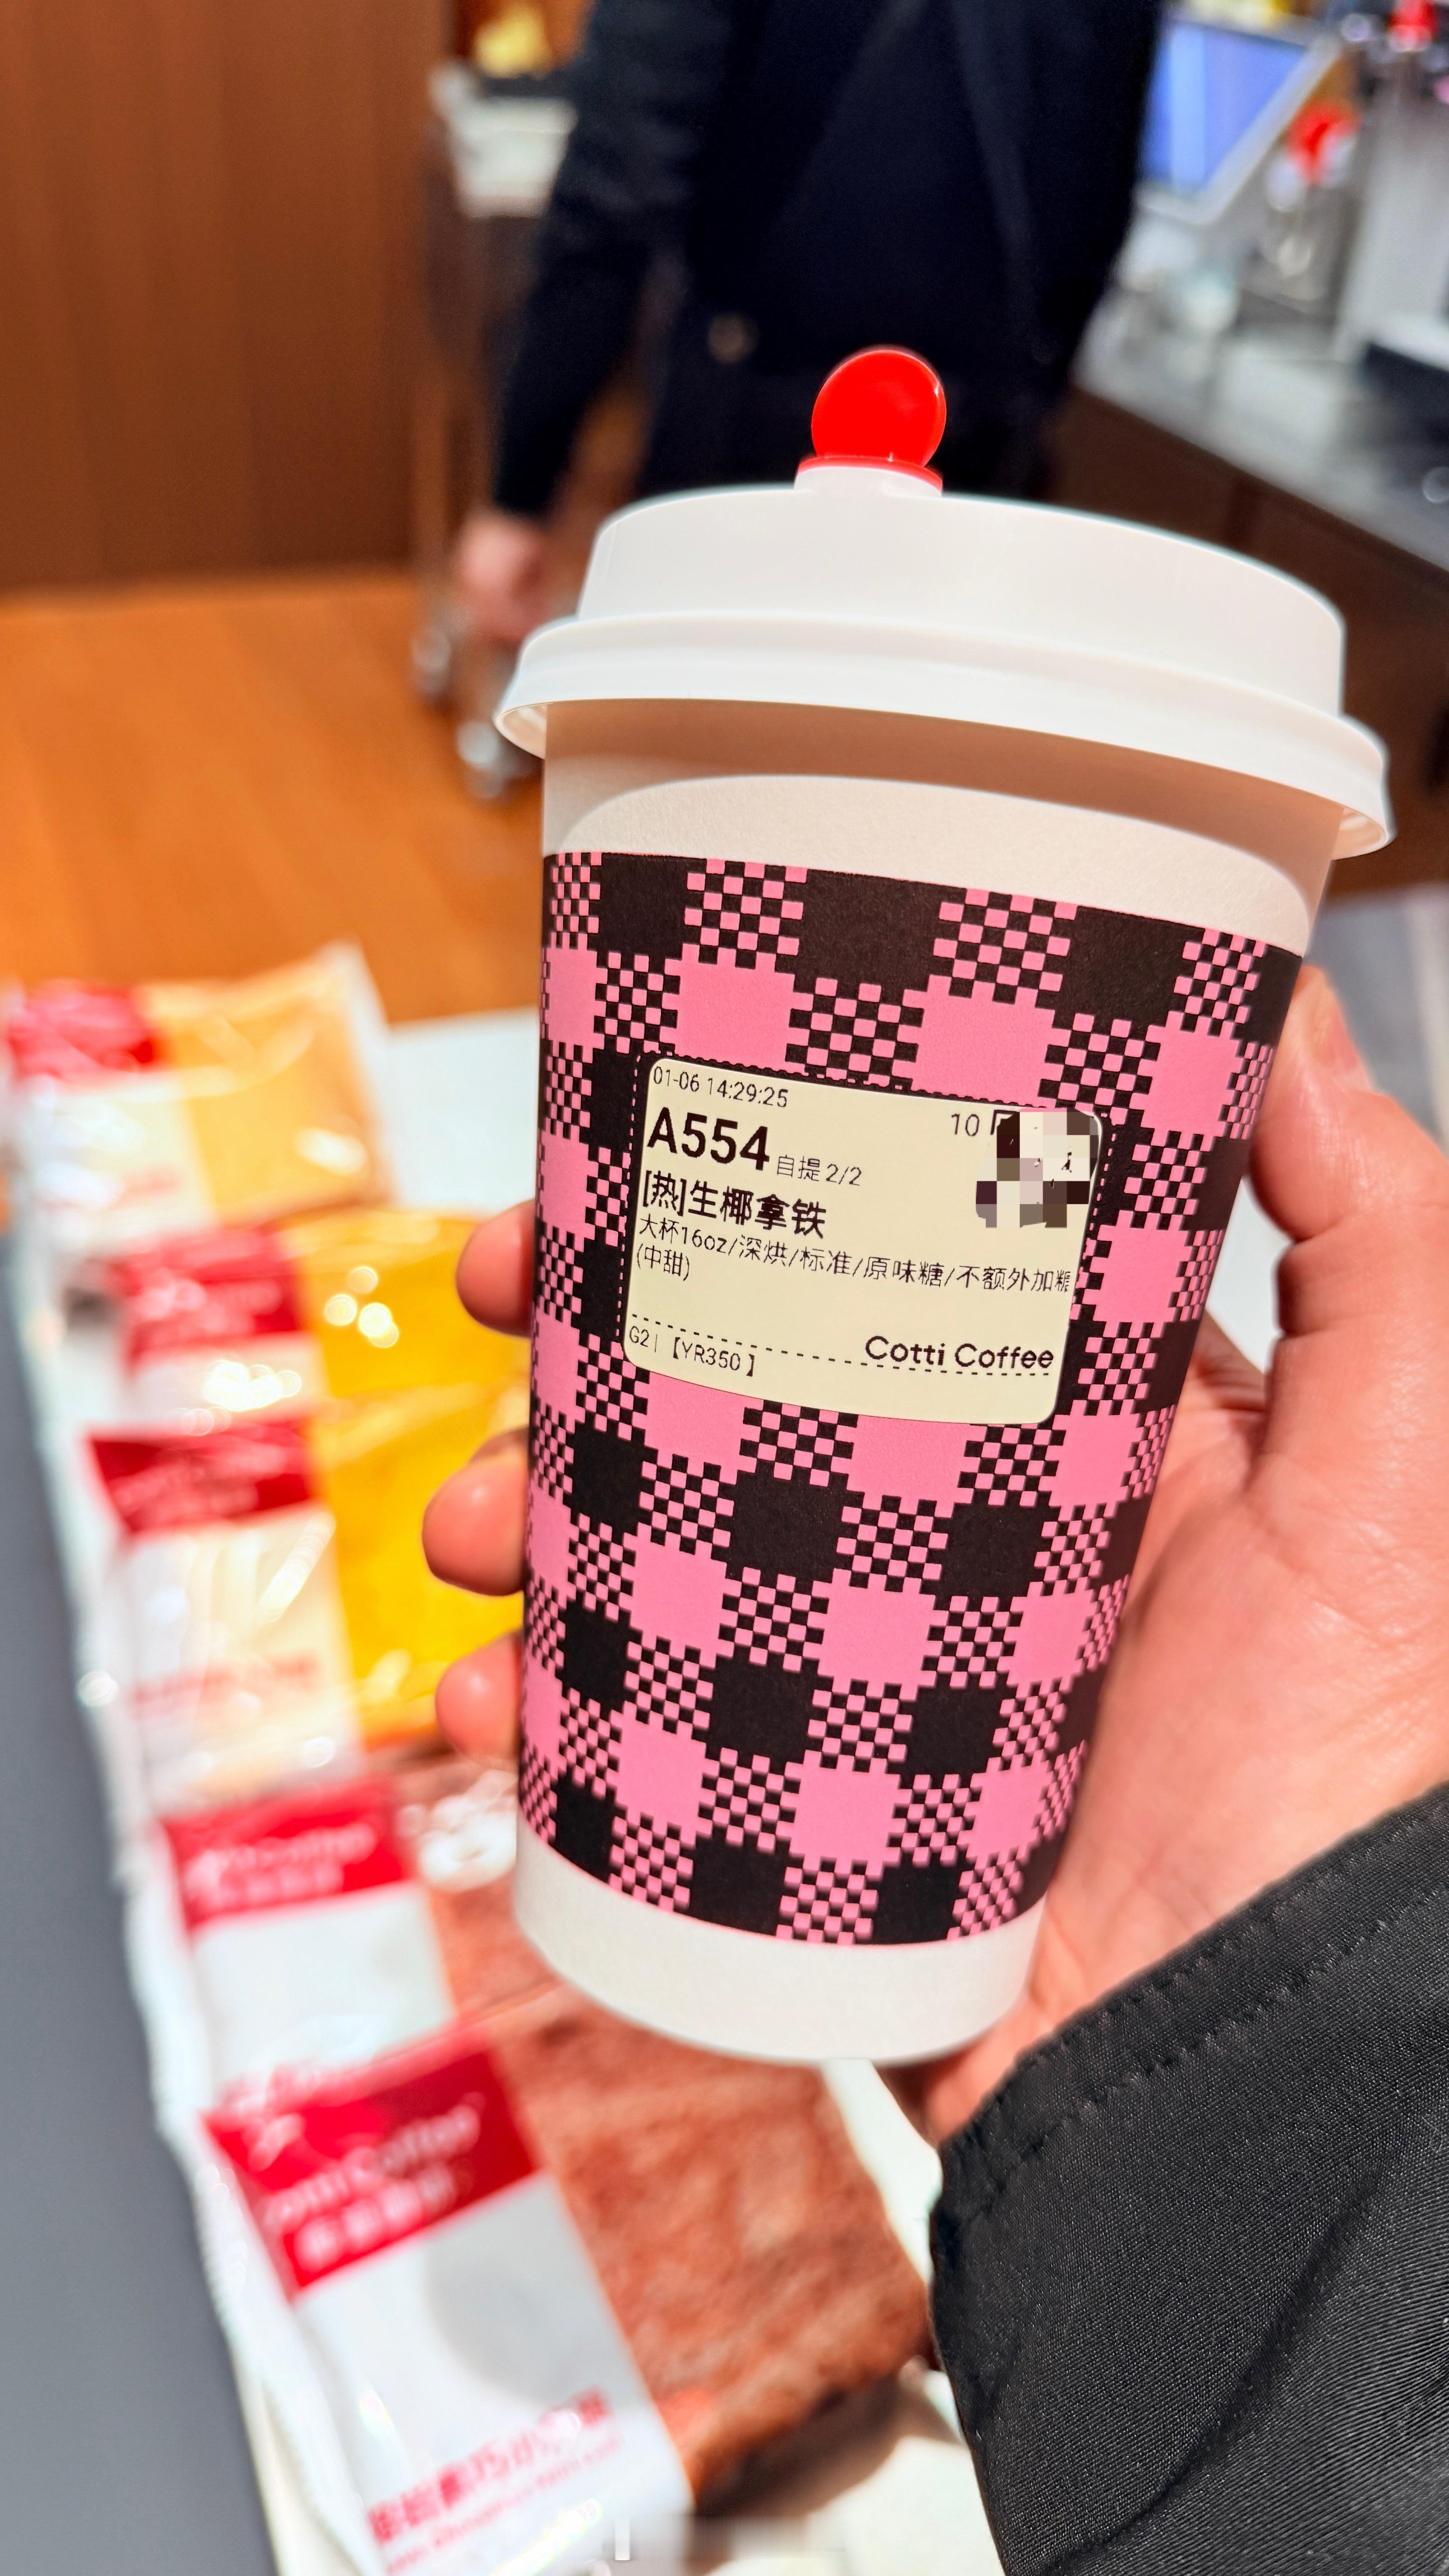 01-06 14:29:25
10
A554 自提 2/2
[热]生椰拿铁
大杯16oz/深烘/标准/原味糖/不额外加糖
(中甜)
G2| 【YR350】
Cotti Coffee